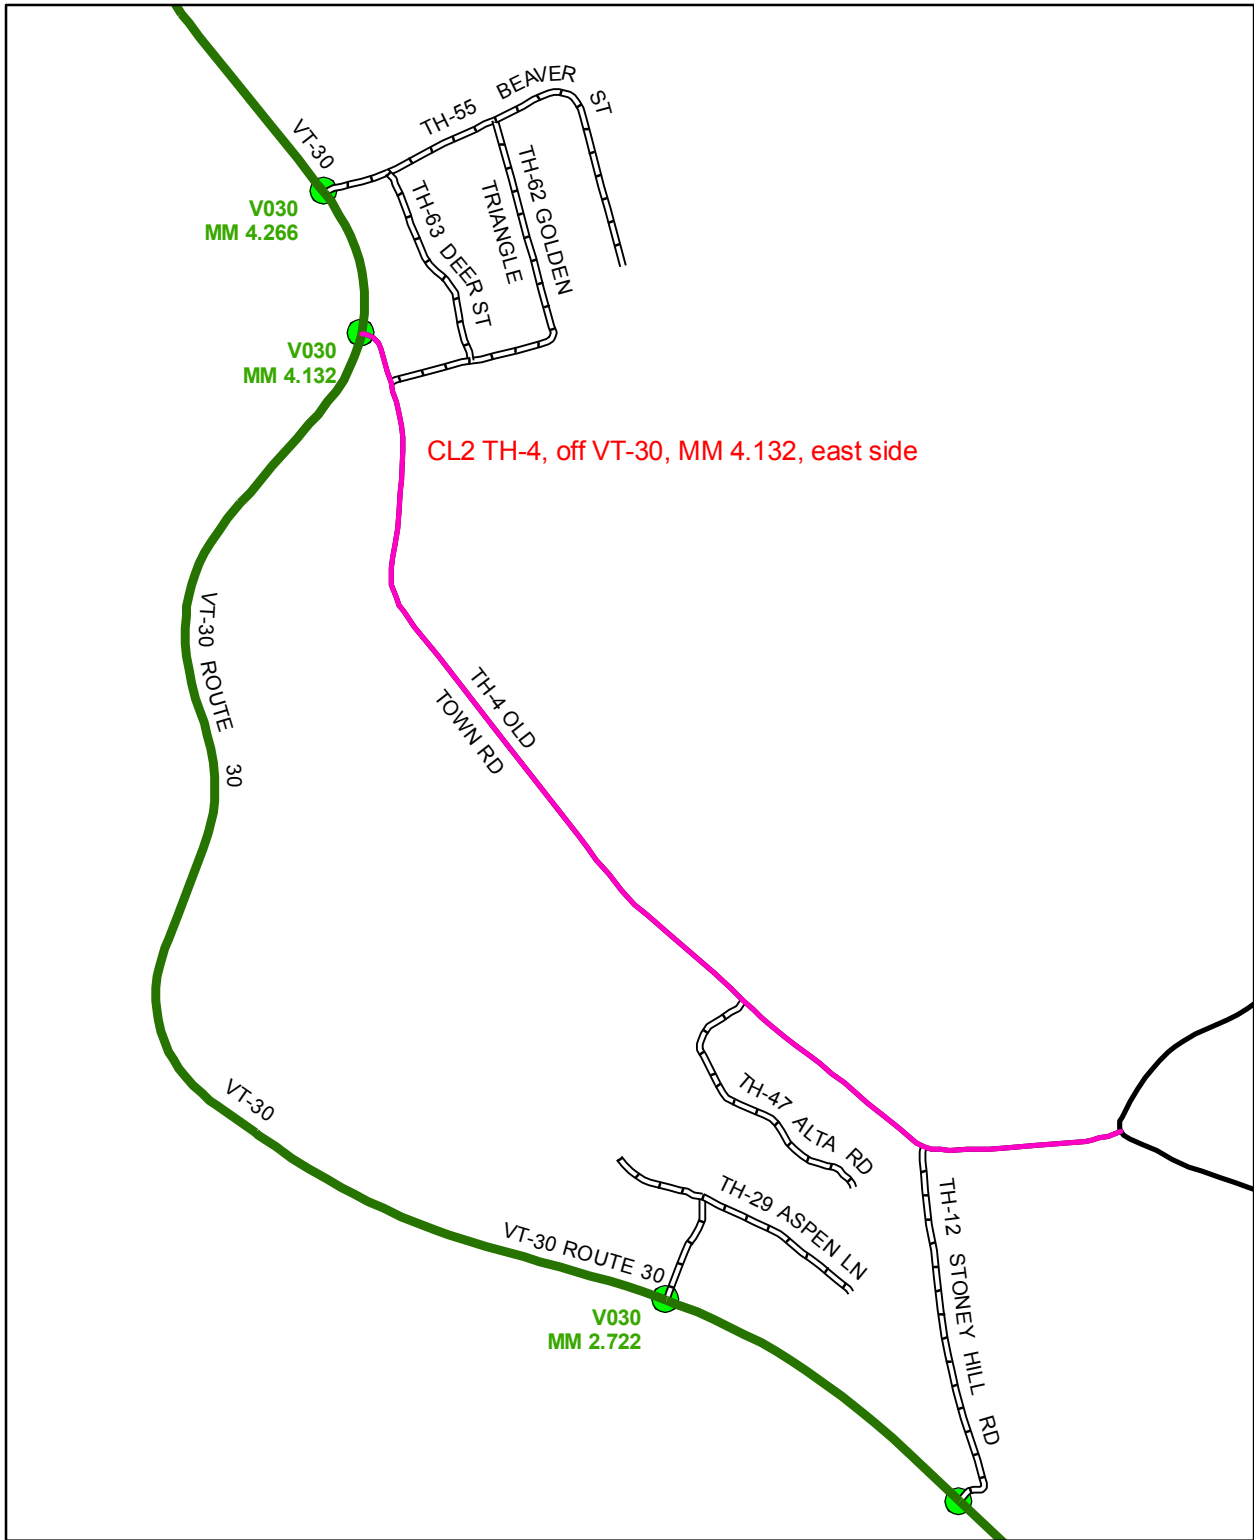 TH-55 BEAVER ST
VT-30
V030
MM 4.266
TH-63 DEER ST
TH-62 GOLDEN
TRIANGLE
V030
MM 4.132
CL2 TH-4, off VT-30, MM 4.132, east side
VT-30 ROUTE 30
TH-4 OLD
TOWN RD
VT-30
TH-47 ALTA RD
TH-29 ASPEN LN
TH-12 STONEY HILL RD
VT-30 ROUTE 30
V030
MM 2.722